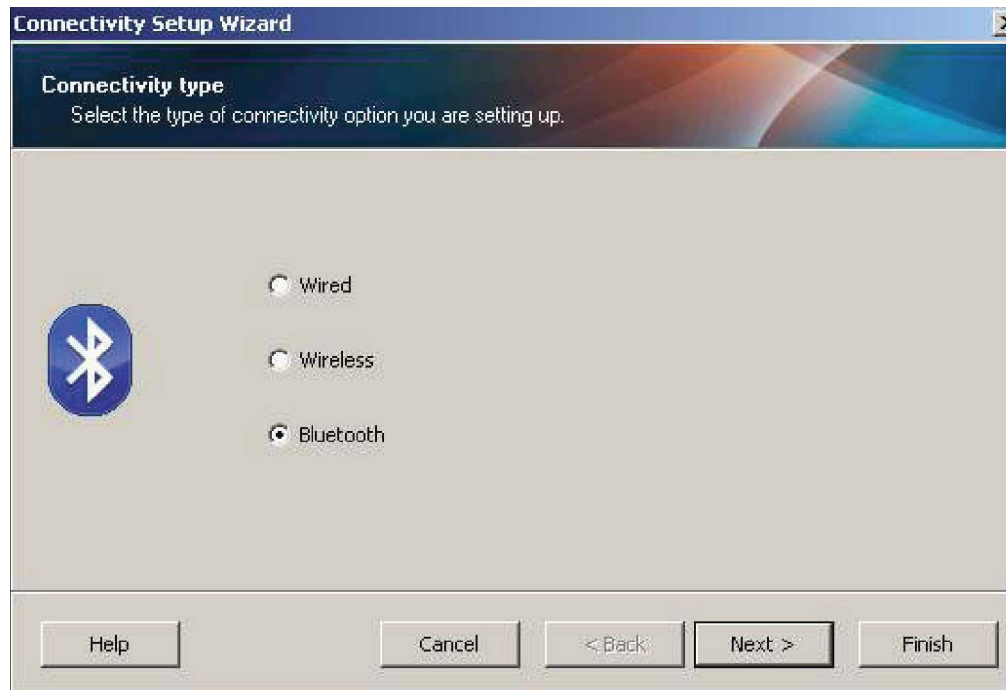 Connectivity Setup Wizard
Connectivity type
Select the type of connectivity option you are setting up.
Wired
Wireless
Bluetooth
Help Cancel < Back Next > Finish